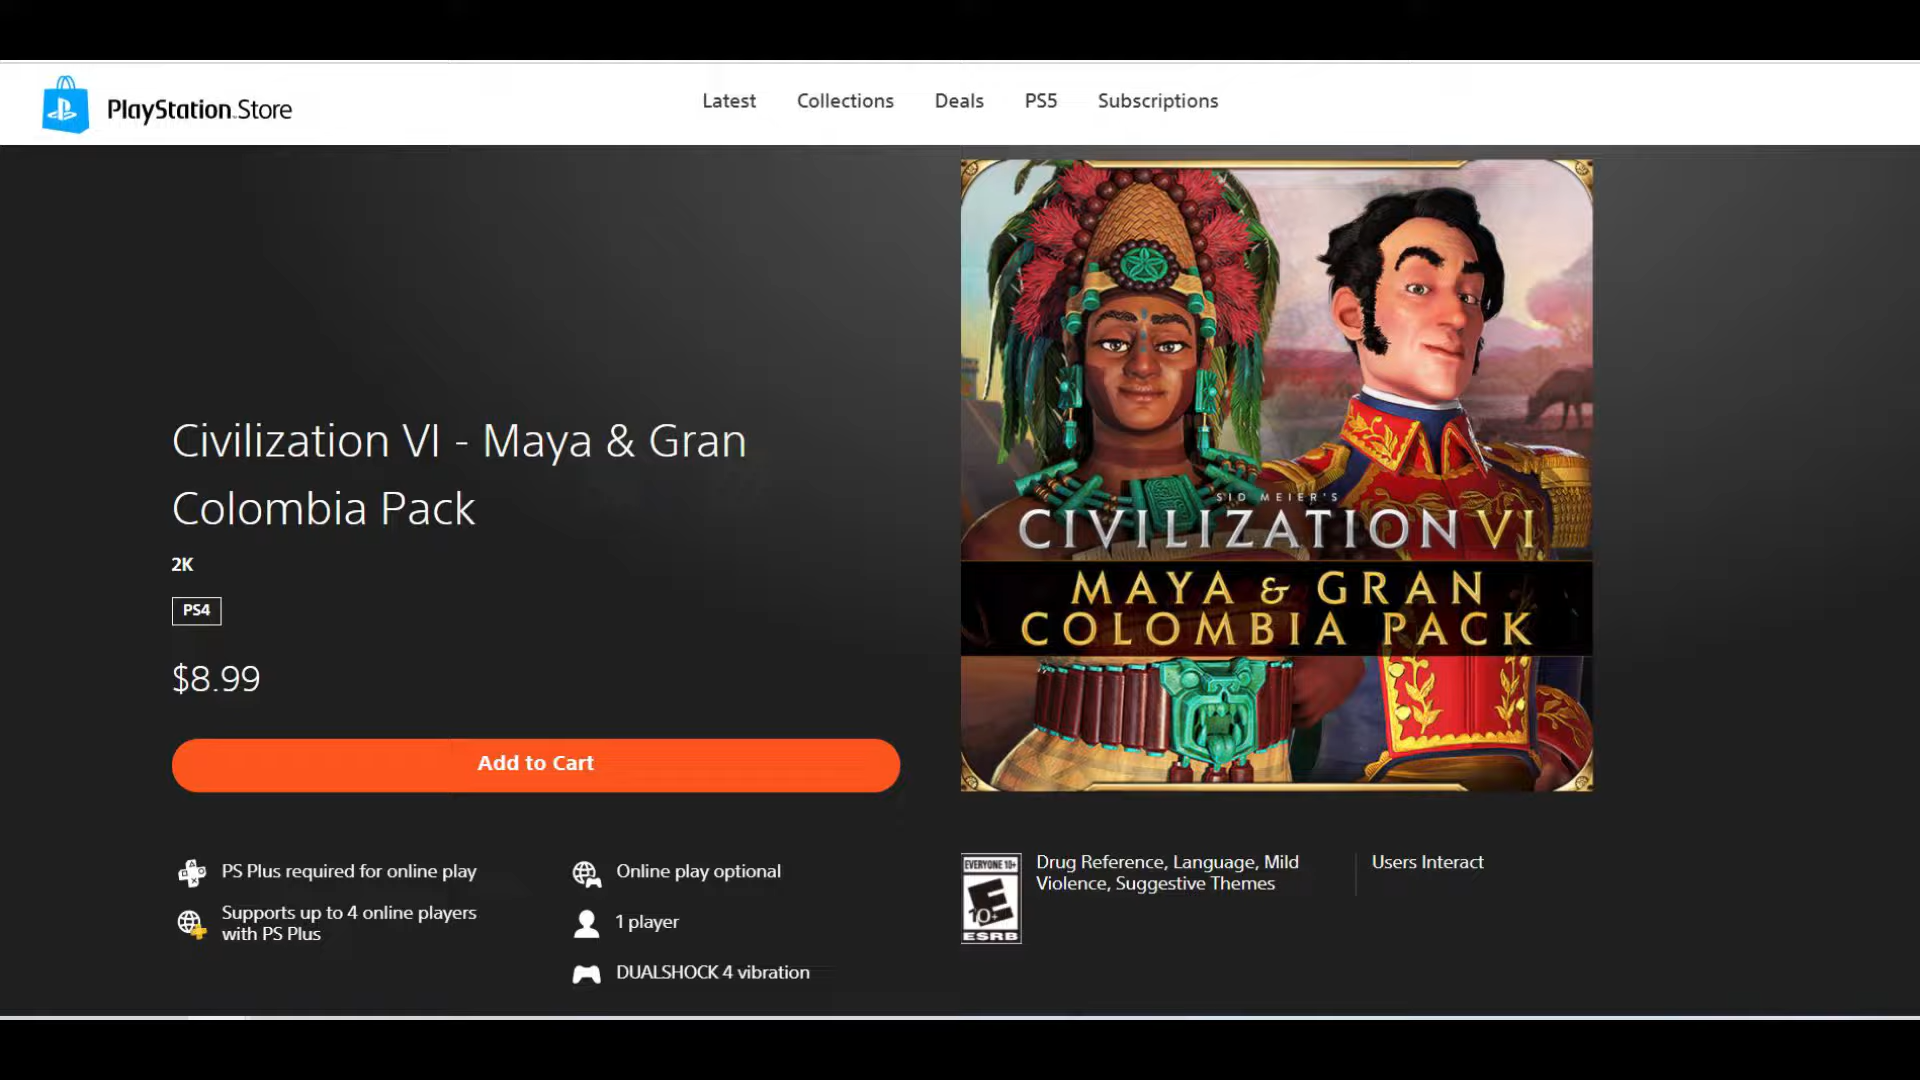 PlayStation Store
Latest Collections Deals PS5 Subscriptions
Civilization VI - Maya & Gran
Colombia Pack
2K
PS4
$8.99
Add to Cart
PS Plus required for online play
Supports up to 4 online players
with PS Plus
Online play optional
1 player
DUALSHOCK 4 vibration
SID MEIER'S
CIVILIZATION VI
MAYA & GRAN
COLOMBIA PACK
EVERYONE 10+
E
10+
ESRB
Drug Reference, Language, Mild
Violence, Suggestive Themes
Users Interact